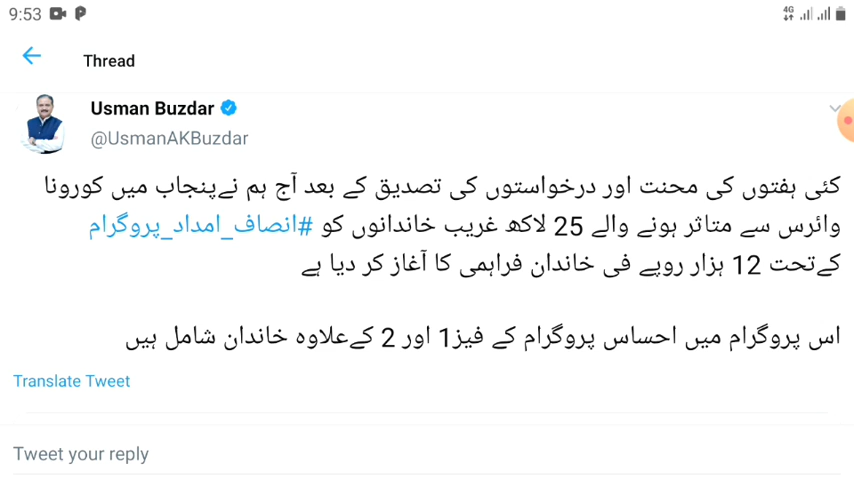 9:53
4G
Thread
Usman Buzdar
@UsmanAKBuzdar
کئی ہفتوں کی محنت اور درخواستوں کی تصدیق کے بعد آج ہم نےپنجاب میں کورونا
وائرس سے متاثر ہونے والے 25 لاکھ غریب خاندانوں کو #انصاف_امداد_پروگرام
کےتحت 12 ہزار روپے فی خاندان فراہمی کا آغاز کر دیا ہے
اس پروگرام میں احساس پروگرام کے فیز1 اور 2 کےعلاوہ خاندان شامل ہیں
Translate Tweet
Tweet your reply